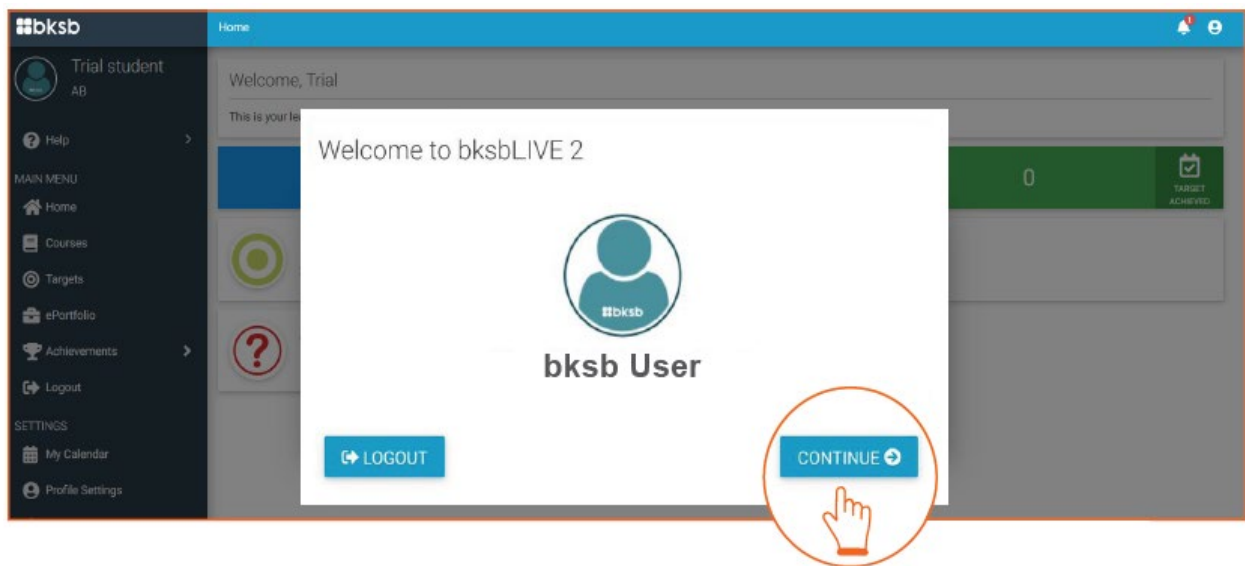 bksb
Home
1
Trial student
AB
Help
MAIN MENU
Home
Courses
Targets
ePortfolio
Achievements
Logout
SETTINGS
My Calendar
Profile Settings
Welcome, Trial
This is your le
0
TARGET
ACHIEVED
Welcome to bksbLIVE 2
bksb
bksb User
LOGOUT
CONTINUE